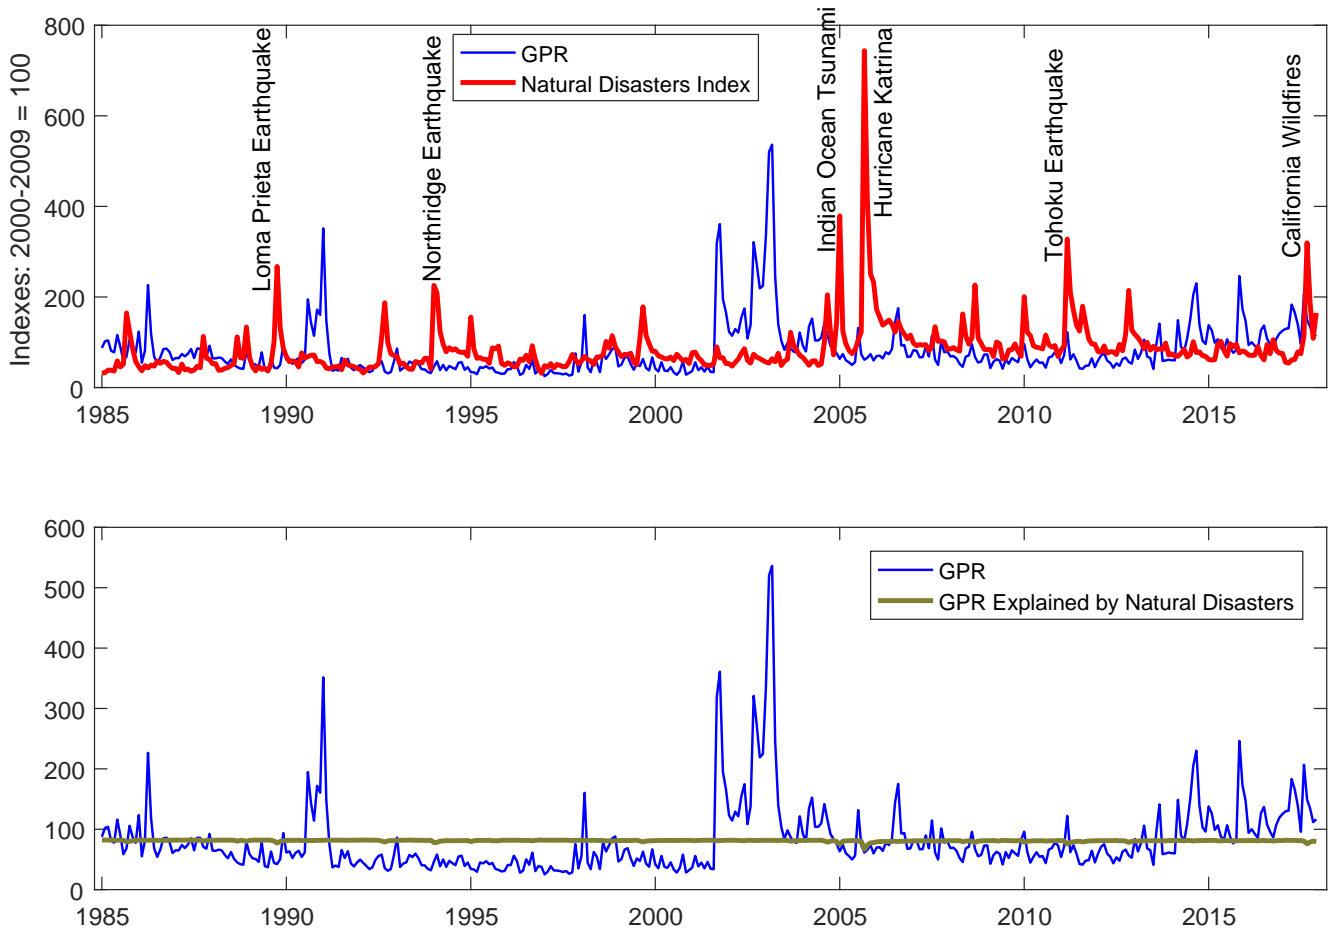 800
600
400
200
0
Indexes: 2000-2009 = 100
GPR
Natural Disasters Index
Loma Prieta Earthquake
Northridge Earthquake
Indian Ocean Tsunami
Hurricane Katrina
Tohoku Earthquake
California Wildfires
1985
1990
1995
2000
2005
2010
2015
600
500
400
300
200
100
0
GPR
GPR Explained by Natural Disasters
1985
1990
1995
2000
2005
2010
2015